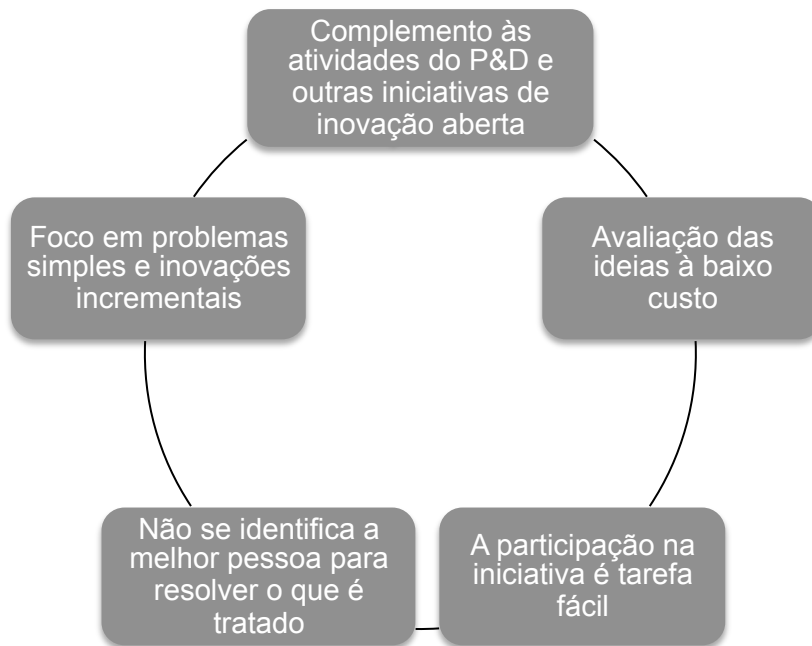 Complemento às
atividades do P&D e
outras iniciativas de
inovação aberta
Avaliação das
ideias à baixo
custo
A participação na
iniciativa é tarefa
fácil
Não se identifica a
melhor pessoa para
resolver o que é
tratado
Foco em problemas
simples e inovações
incrementais